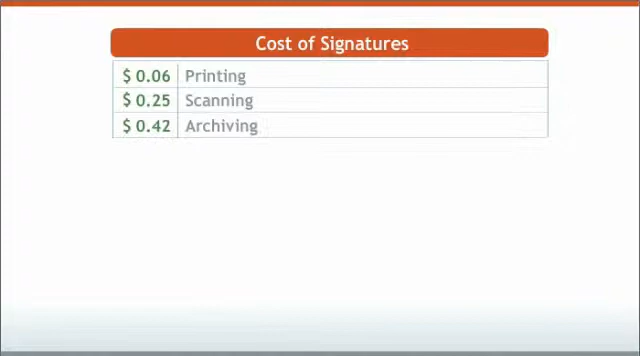 Cost of Signatures
$ 0.06 Printing
$ 0.25 Scanning
$ 0.42 Archiving